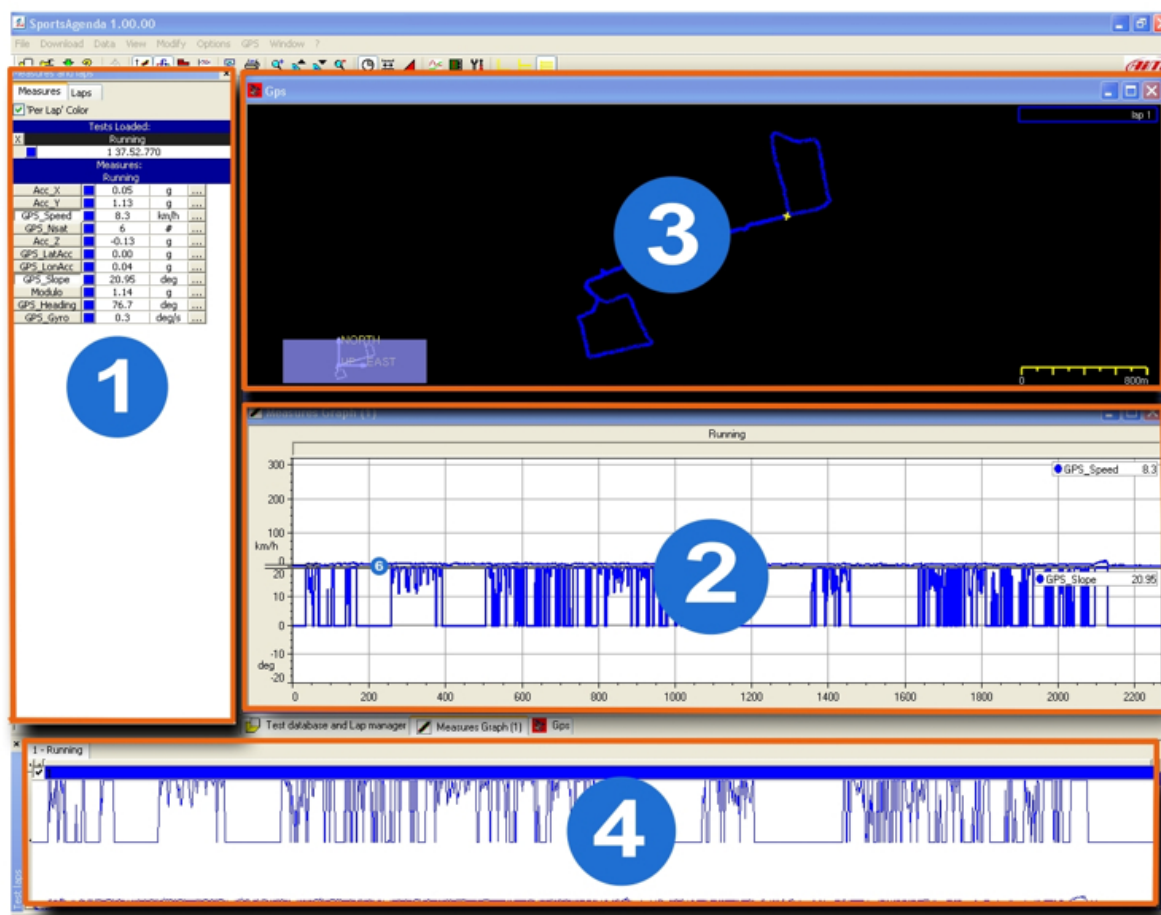 SportsAgenda 1.00.00
File Download Data View Modify Options GPS Window ?
Measures and laps
Measures Laps
'Per Lap' Color
Tests Loaded:
X Running
1 37.52.770
Measures:
Running
Acc_X 0.05 g ...
Acc_Y 1.13 g ...
GPS_Speed 8.3 km/h ...
GPS_Nsat 6 # ...
Acc_Z -0.13 g ...
GPS_LatAcc 0.00 g ...
GPS_LonAcc 0.04 g ...
GPS_Slope 20.95 deg ...
Modulo 1.14 g ...
GPS_Heading 76.7 deg ...
GPS_Gyro 0.3 deg/s ...
1
Gps
lap 1
3
NORTH
UP EAST
0 800m
Measures Graph (1)
Running
300
200
100
km/h
0
GPS_Speed 8.3
6
2
20
10
0
-10
deg
-20
GPS_Slope 20.95
0 200 400 600 800 1000 1200 1400 1600 1800 2000 2200
Test database and Lap manager Measures Graph (1) Gps
1 - Running
4
Test laps